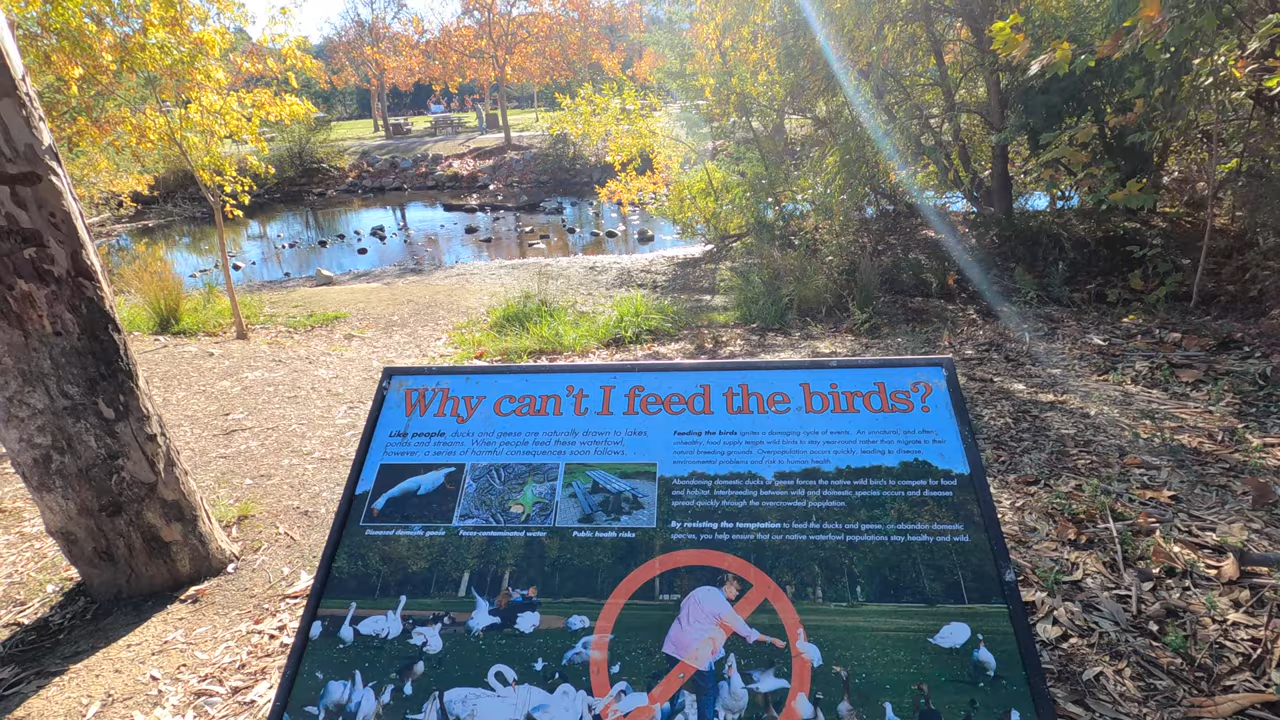 Why can't I feed the birds?
Like people, ducks and geese are naturally drawn to lakes,
ponds and streams. When people feed these waterfowl,
however, a series of harmful consequences soon follows. . .
Diseased domestic geese
Feces-contaminated water
Public health risks
Feeding the birds ignites a damaging cycle of events. An unnatural, and often
unhealthy, food supply tempts wild birds to stay year-round rather than migrate to their
natural breeding grounds. Overpopulation occurs quickly, leading to disease,
environmental problems and risk to human health.
Abandoning domestic ducks or geese forces the native wild birds to compete for food
and habitat. Interbreeding between wild and domestic species occurs and diseases
spread quickly through the overcrowded population.
By resisting the temptation to feed the ducks and geese, or abandon domestic
species, you help ensure that our native waterfowl populations stay healthy and wild.